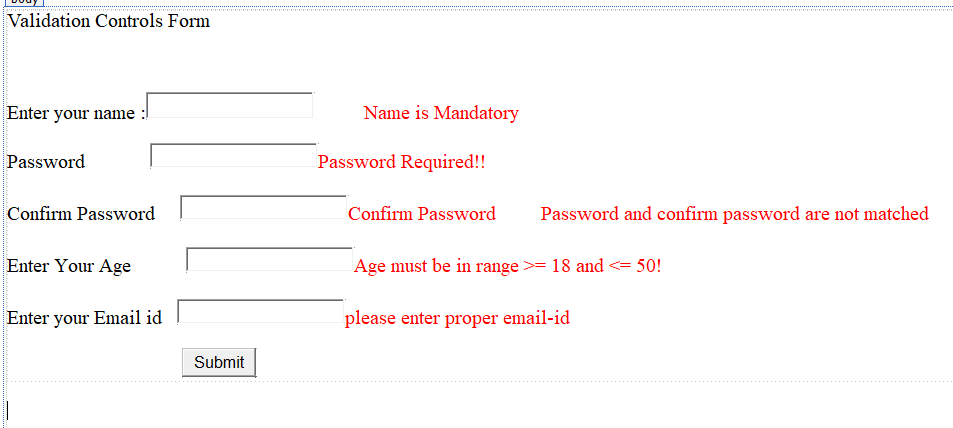 body
Validation Controls Form
Enter your name : Name is Mandatory
Password Password Required!!
Confirm Password Confirm Password Password and confirm password are not matched
Enter Your Age Age must be in range >= 18 and <= 50!
Enter your Email id please enter proper email-id
Submit